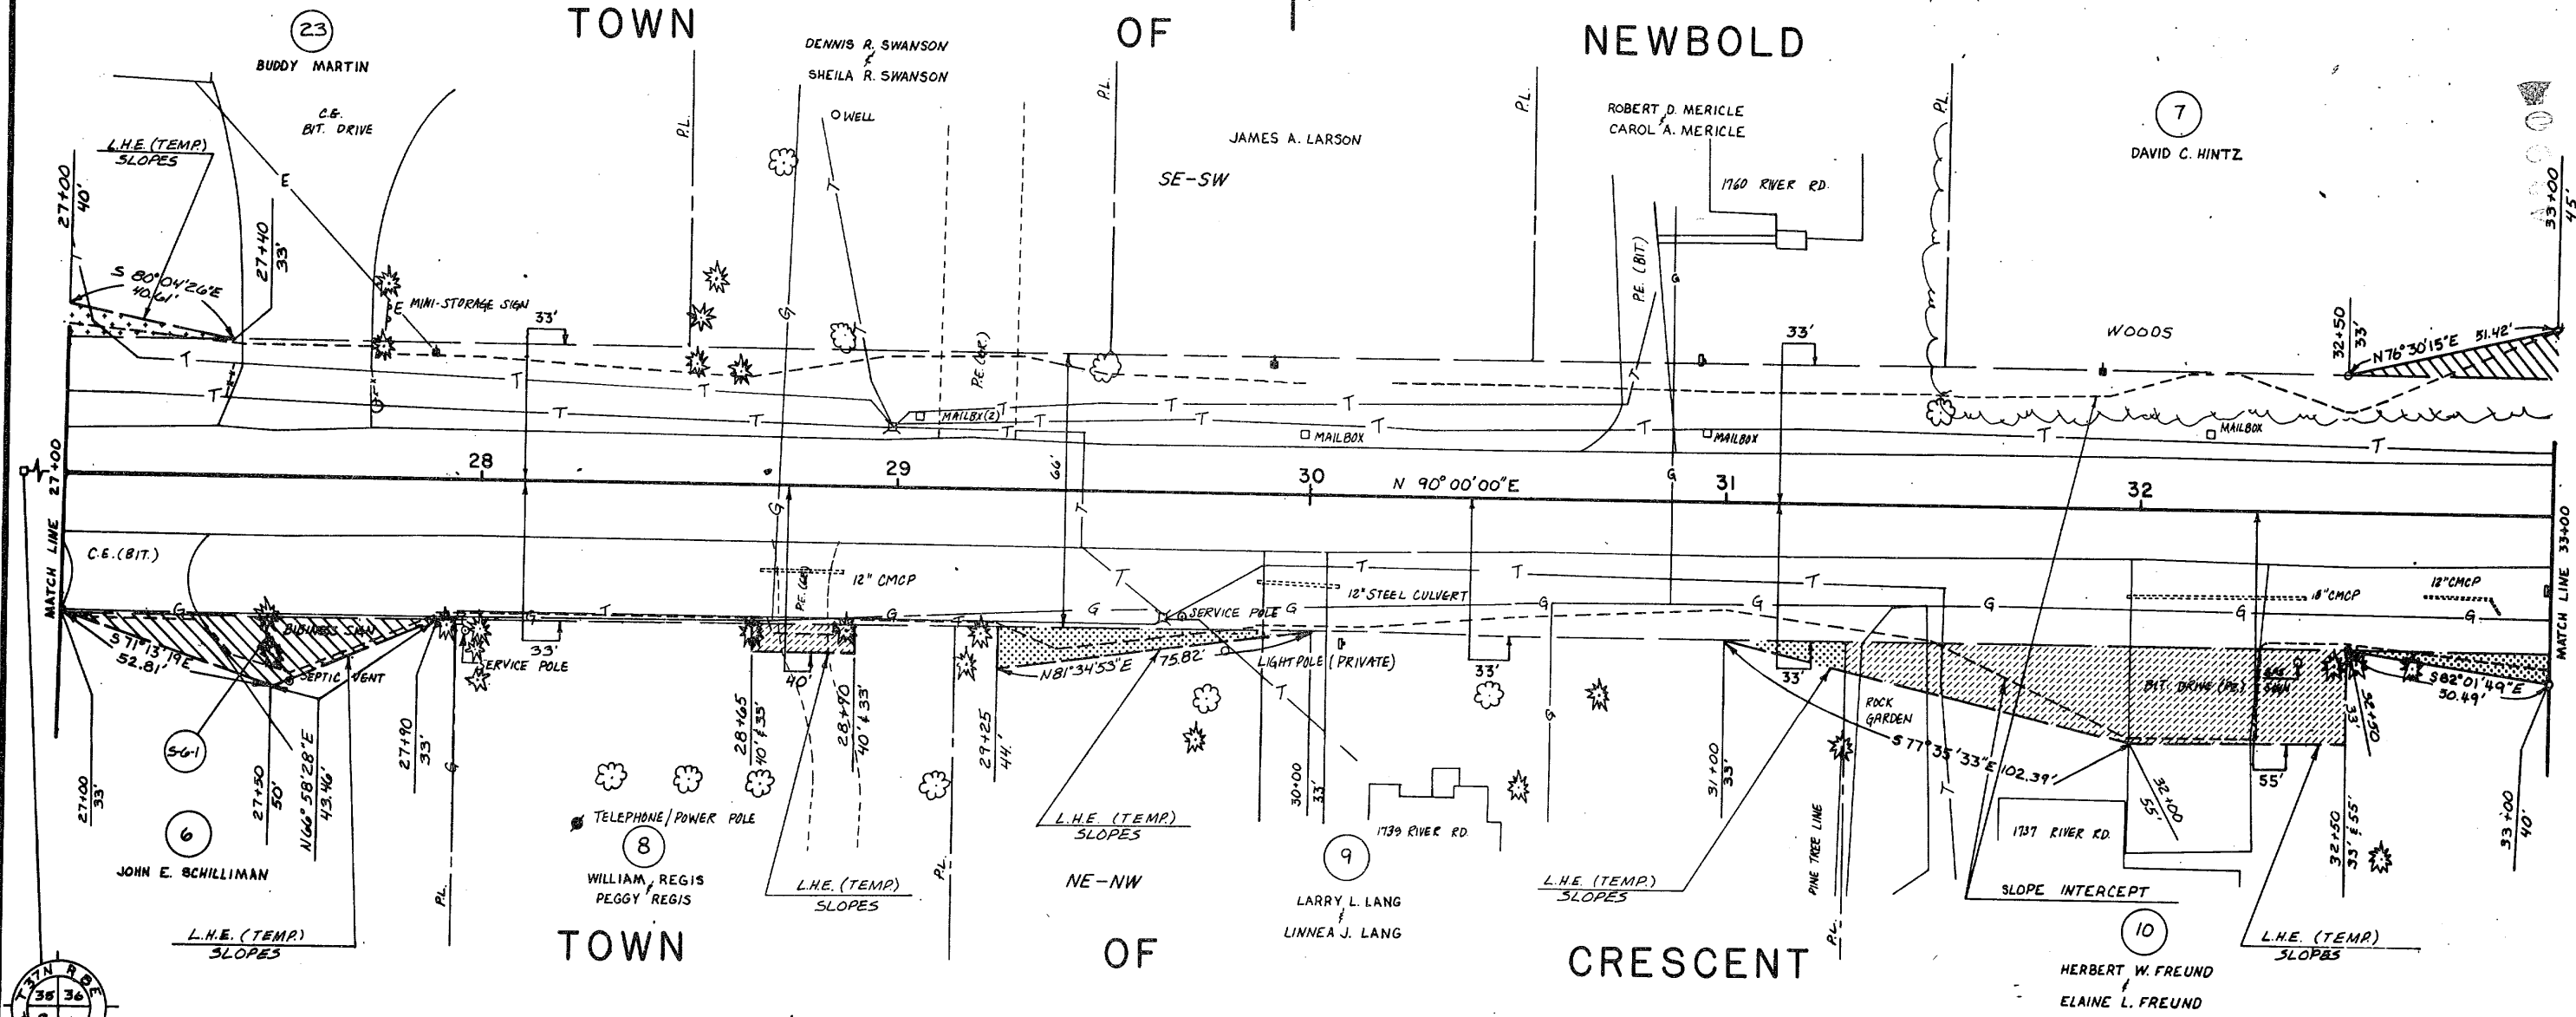 TOWN OF NEWBOLD
23
BUDDY MARTIN
C.E.
BIT. DRIVE
L.H.E. (TEMP.)
SLOPES
27+00
40'
S 80°04'26"E
40.61'
27+40
33'
E
E
MINI-STORAGE SIGN
33'
P.L.
DENNIS R. SWANSON
&
SHEILA R. SWANSON
WELL
P.E. (GR.)
MAILBX(2)
P.L.
JAMES A. LARSON
SE-SW
MAILBOX
66'
P.L.
ROBERT D. MERICLE
&
CAROL A. MERICLE
1760 RIVER RD.
P.E. (BIT.)
MAILBOX
33'
P.L.
7
DAVID C. HINTZ
WOODS
MAILBOX
32+50
33'
N76°30'15"E 51.42'
33+00
45'
MATCH LINE 27+00
28
29
30
N 90°00'00"E
31
32
MATCH LINE 33+00
C.E. (BIT.)
P.E. (GR.)
12" CMCP
SERVICE POLE
12" STEEL CULVERT
18" CMCP
12" CMCP
BUSINESS SIGN
S 71°13'19"E
52.81'
SEPTIC VENT
SERVICE POLE
33'
40'
N81°34'53"E 75.82'
LIGHTPOLE (PRIVATE)
33'
33'
ROCK
GARDEN
BIT. DRIVE (P.E.)
S 77°35'33"E 102.39'
55'
S82°01'49"E
50.49'
32+50
33'
27+00
33'
S-G-1
27+50
50'
N66°58'28"E
43.46'
27+90
33'
28+65
40' & 33'
28+90
40' & 33'
29+25
44'
30+00
33'
31+00
33'
32+00
55'
32+50
33' & 55'
33+00
40'
6
JOHN E. SCHILLIMAN
L.H.E. (TEMP.)
SLOPES
P.L.
TELEPHONE/POWER POLE
8
WILLIAM REGIS
&
PEGGY REGIS
L.H.E. (TEMP.)
SLOPES
P.L.
L.H.E. (TEMP.)
SLOPES
NE-NW
1739 RIVER RD.
9
LARRY L. LANG
&
LINNEA J. LANG
L.H.E. (TEMP.)
SLOPES
PINE TREE LINE
P.L.
1737 RIVER RD.
SLOPE INTERCEPT
10
HERBERT W. FREUND
&
ELAINE L. FREUND
L.H.E. (TEMP.)
SLOPES
TOWN OF CRESCENT
T37N R8E
35 36